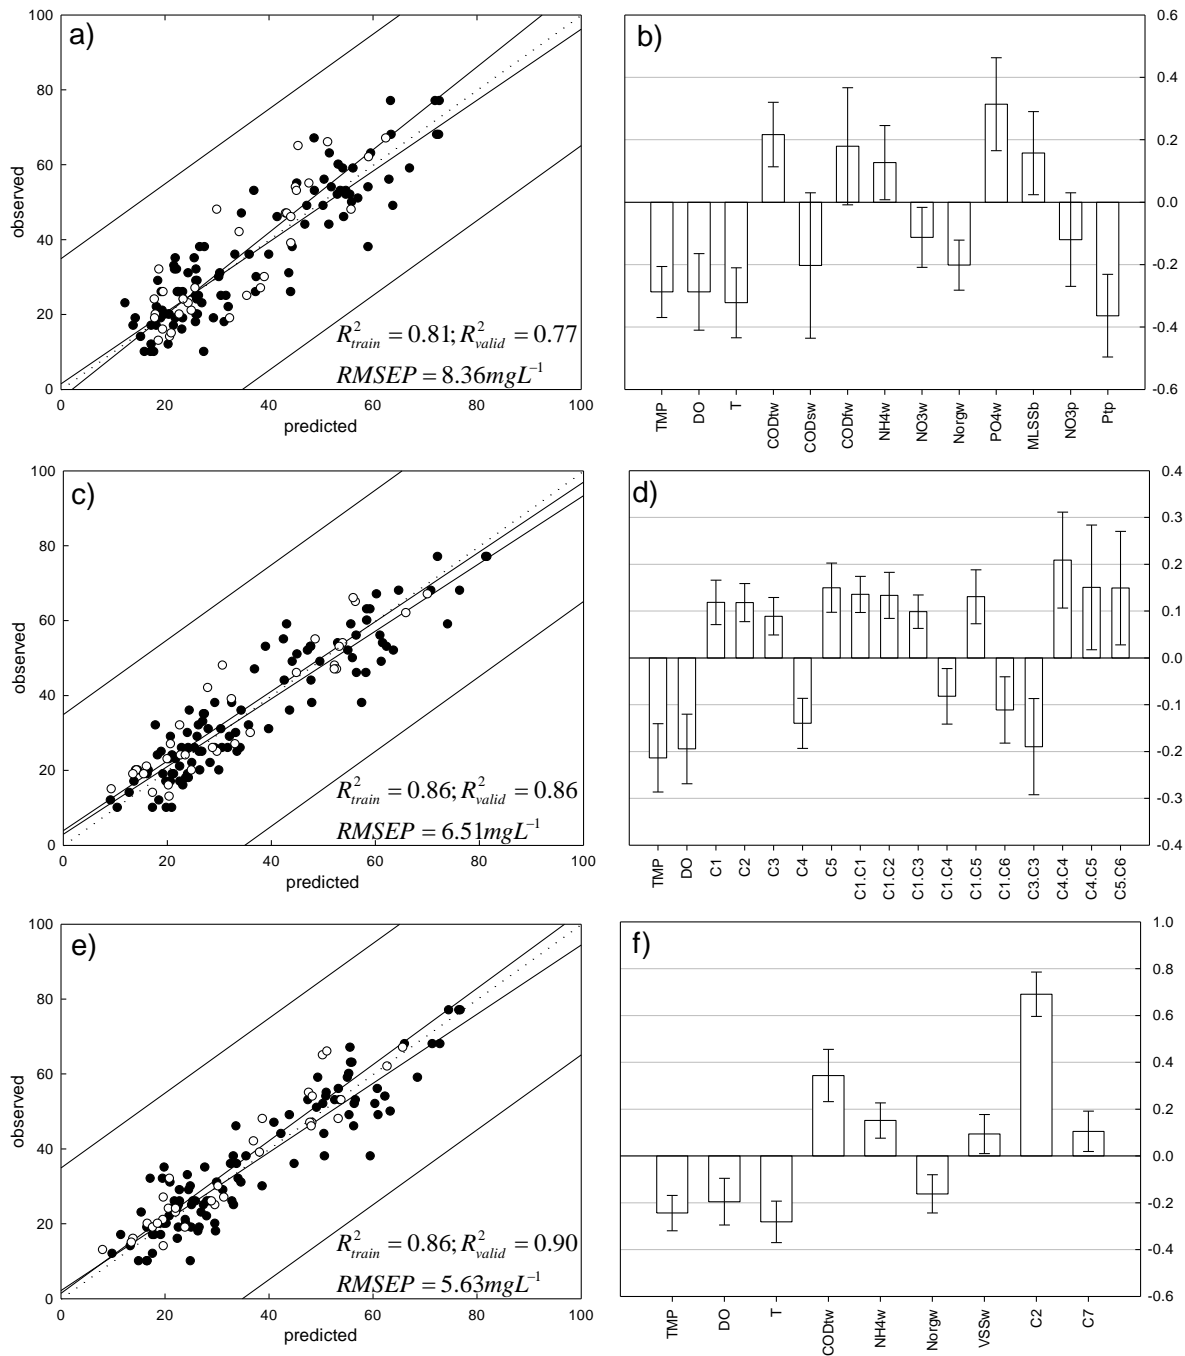 a)
100
80
60
40
20
0
observed
R²train = 0.81; R²valid = 0.77
RMSEP = 8.36mgL⁻¹
0 20 40 60 80 100
predicted
b)
0.6
0.4
0.2
0.0
-0.2
-0.4
-0.6
TMP DO T CODtw CODsw CODfw NH4w NO3w Norgw PO4w MLSSb NO3p Ptp
c)
100
80
60
40
20
0
observed
R²train = 0.86; R²valid = 0.86
RMSEP = 6.51mgL⁻¹
0 20 40 60 80 100
predicted
d)
0.4
0.3
0.2
0.1
0.0
-0.1
-0.2
-0.3
-0.4
TMP DO C1 C2 C3 C4 C5 C1.C1 C1.C2 C1.C3 C1.C4 C1.C5 C1.C6 C3.C3 C4.C4 C4.C5 C5.C6
e)
100
80
60
40
20
0
observed
R²train = 0.86; R²valid = 0.90
RMSEP = 5.63mgL⁻¹
0 20 40 60 80 100
predicted
f)
1.0
0.8
0.6
0.4
0.2
0.0
-0.2
-0.4
-0.6
TMP DO T CODtw NH4w Norgw VSSw C2 C7